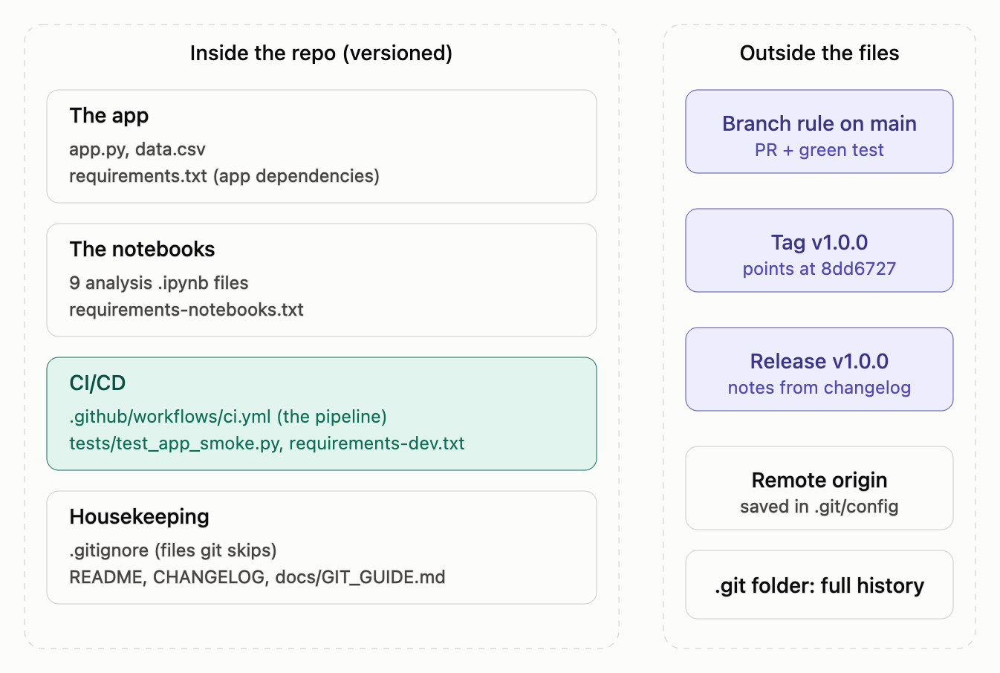 Inside the repo (versioned)
The app
app.py, data.csv
requirements.txt (app dependencies)
The notebooks
9 analysis .ipynb files
requirements-notebooks.txt
CI/CD
.github/workflows/ci.yml (the pipeline)
tests/test_app_smoke.py, requirements-dev.txt
Housekeeping
.gitignore (files git skips)
README, CHANGELOG, docs/GIT_GUIDE.md
Outside the files
Branch rule on main
PR + green test
Tag v1.0.0
points at 8dd6727
Release v1.0.0
notes from changelog
Remote origin
saved in .git/config
.git folder: full history